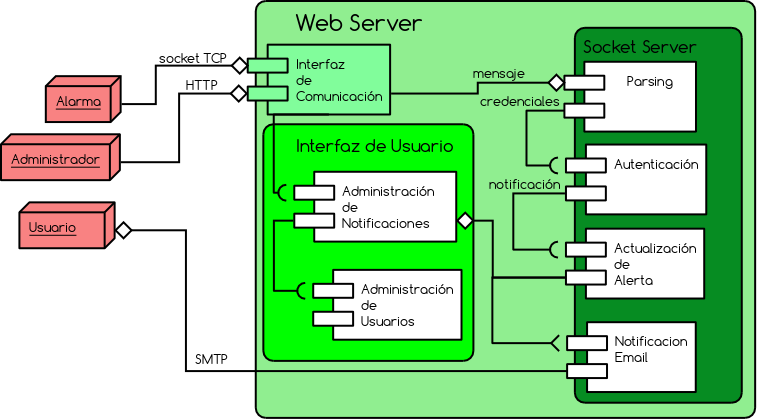 Web Server
socket TCP
Interfaz
de
Comunicación
HTTP
Alarma
Administrador
Usuario
SMTP
Interfaz de Usuario
Administración
de
Notificaciones
Administración
de
Usuarios
Socket Server
mensaje
Parsing
credenciales
Autenticación
notificación
Actualización
de
Alerta
Notificacion
Email